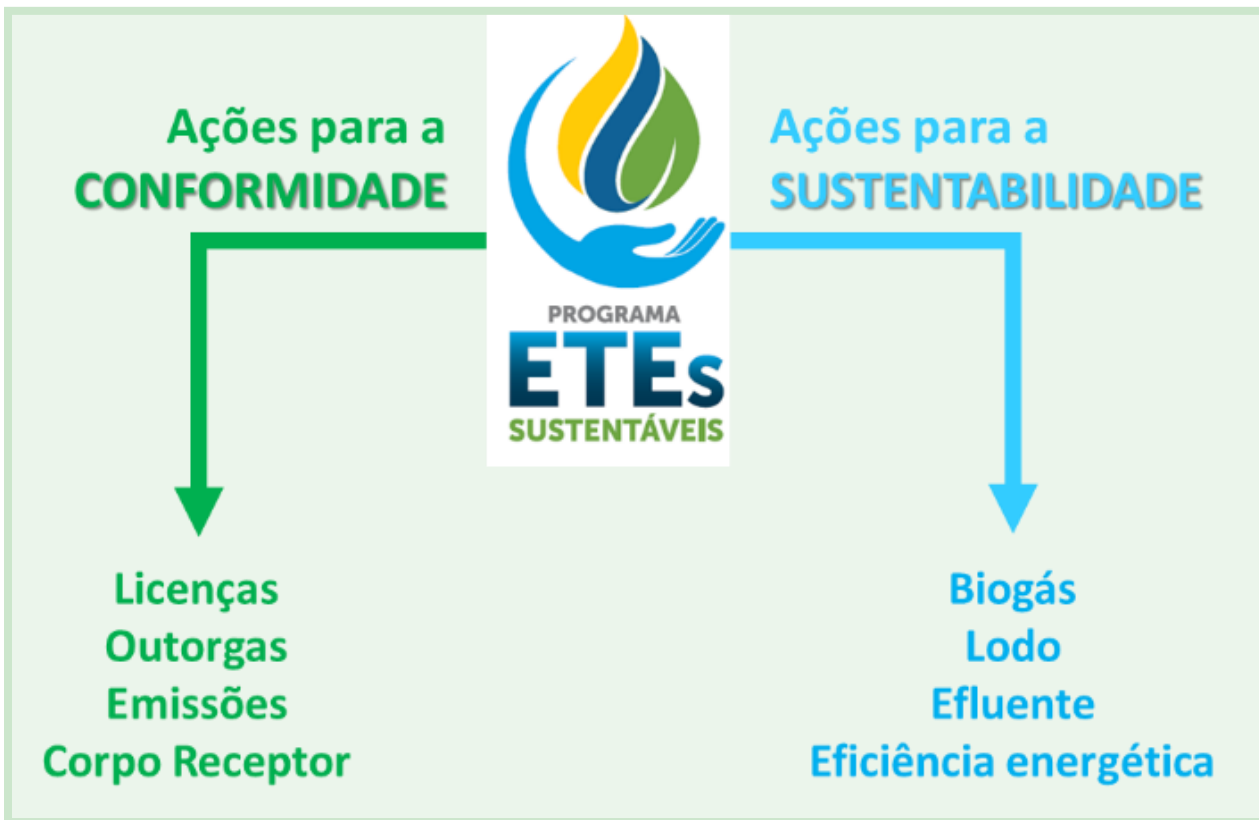 Ações para a
CONFORMIDADE
PROGRAMA
ETEs
SUSTENTÁVEIS
Ações para a
SUSTENTABILIDADE
Licenças
Outorgas
Emissões
Corpo Receptor
Biogás
Lodo
Efluente
Eficiência energética